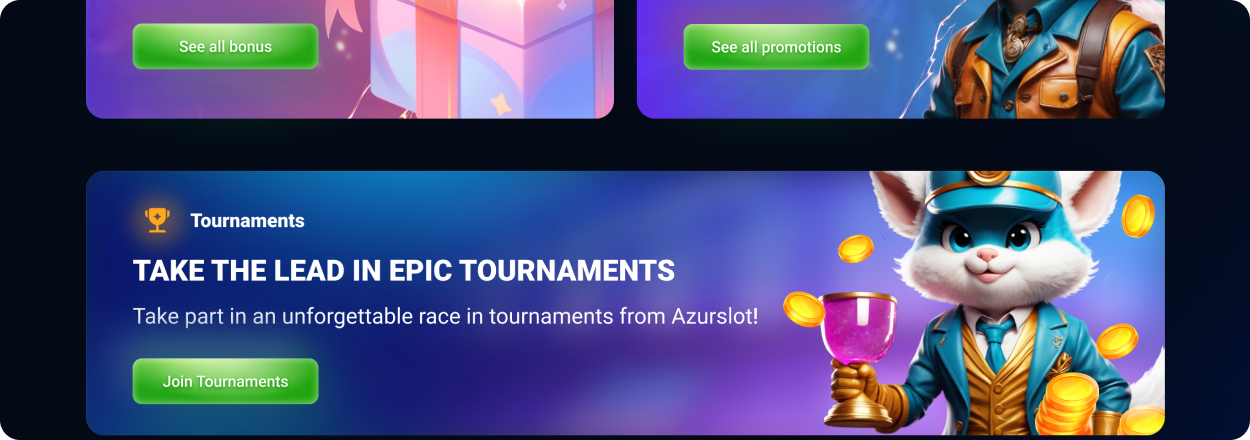 See all bonus
See all promotions
Tournaments
TAKE THE LEAD IN EPIC TOURNAMENTS
Take part in an unforgettable race in tournaments from Azurslot!
Join Tournaments